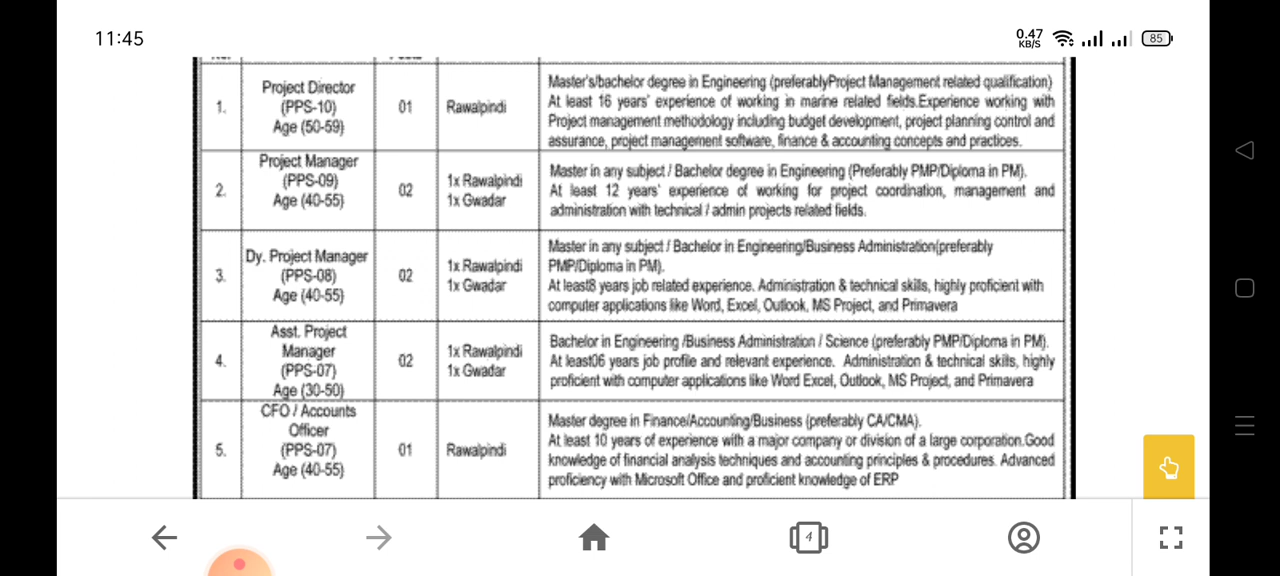 11:45
0.47
KB/S
85
1.
Project Director
(PPS-10)
Age (50-59)
01
Rawalpindi
Master's/bachelor degree in Engineering (preferablyProject Management related qualification)
At least 16 years' experience of working in marine related fields.Experience working with
Project management methodology including budget development, project planning control and
assurance, project management software, finance & accounting concepts and practices.
2.
Project Manager
(PPS-09)
Age (40-55)
02
1x Rawalpindi
1x Gwadar
Master in any subject / Bachelor degree in Engineering (Preferably PMP/Diploma in PM).
At least 12 years' experience of working for project coordination, management and
administration with technical / admin projects related fields.
3.
Dy. Project Manager
(PPS-08)
Age (40-55)
02
1x Rawalpindi
1x Gwadar
Master in any subject / Bachelor in Engineering/Business Administration(preferably
PMP/Diploma in PM).
At least8 years job related experience. Administration & technical skills, highly proficient with
computer applications like Word, Excel, Outlook, MS Project, and Primavera
4.
Asst. Project
Manager
(PPS-07)
Age (30-50)
02
1x Rawalpindi
1x Gwadar
Bachelor in Engineering /Business Administration / Science (preferably PMP/Diploma in PM).
At least06 years job profile and relevant experience. Administration & technical skills, highly
proficient with computer applications like Word Excel, Outlook, MS Project, and Primavera
5.
CFO / Accounts
Officer
(PPS-07)
Age (40-55)
01
Rawalpindi
Master degree in Finance/Accounting/Business (preferably CA/CMA).
At least 10 years of experience with a major company or division of a large corporation.Good
knowledge of financial analysis techniques and accounting principles & procedures. Advanced
proficiency with Microsoft Office and proficient knowledge of ERP
4